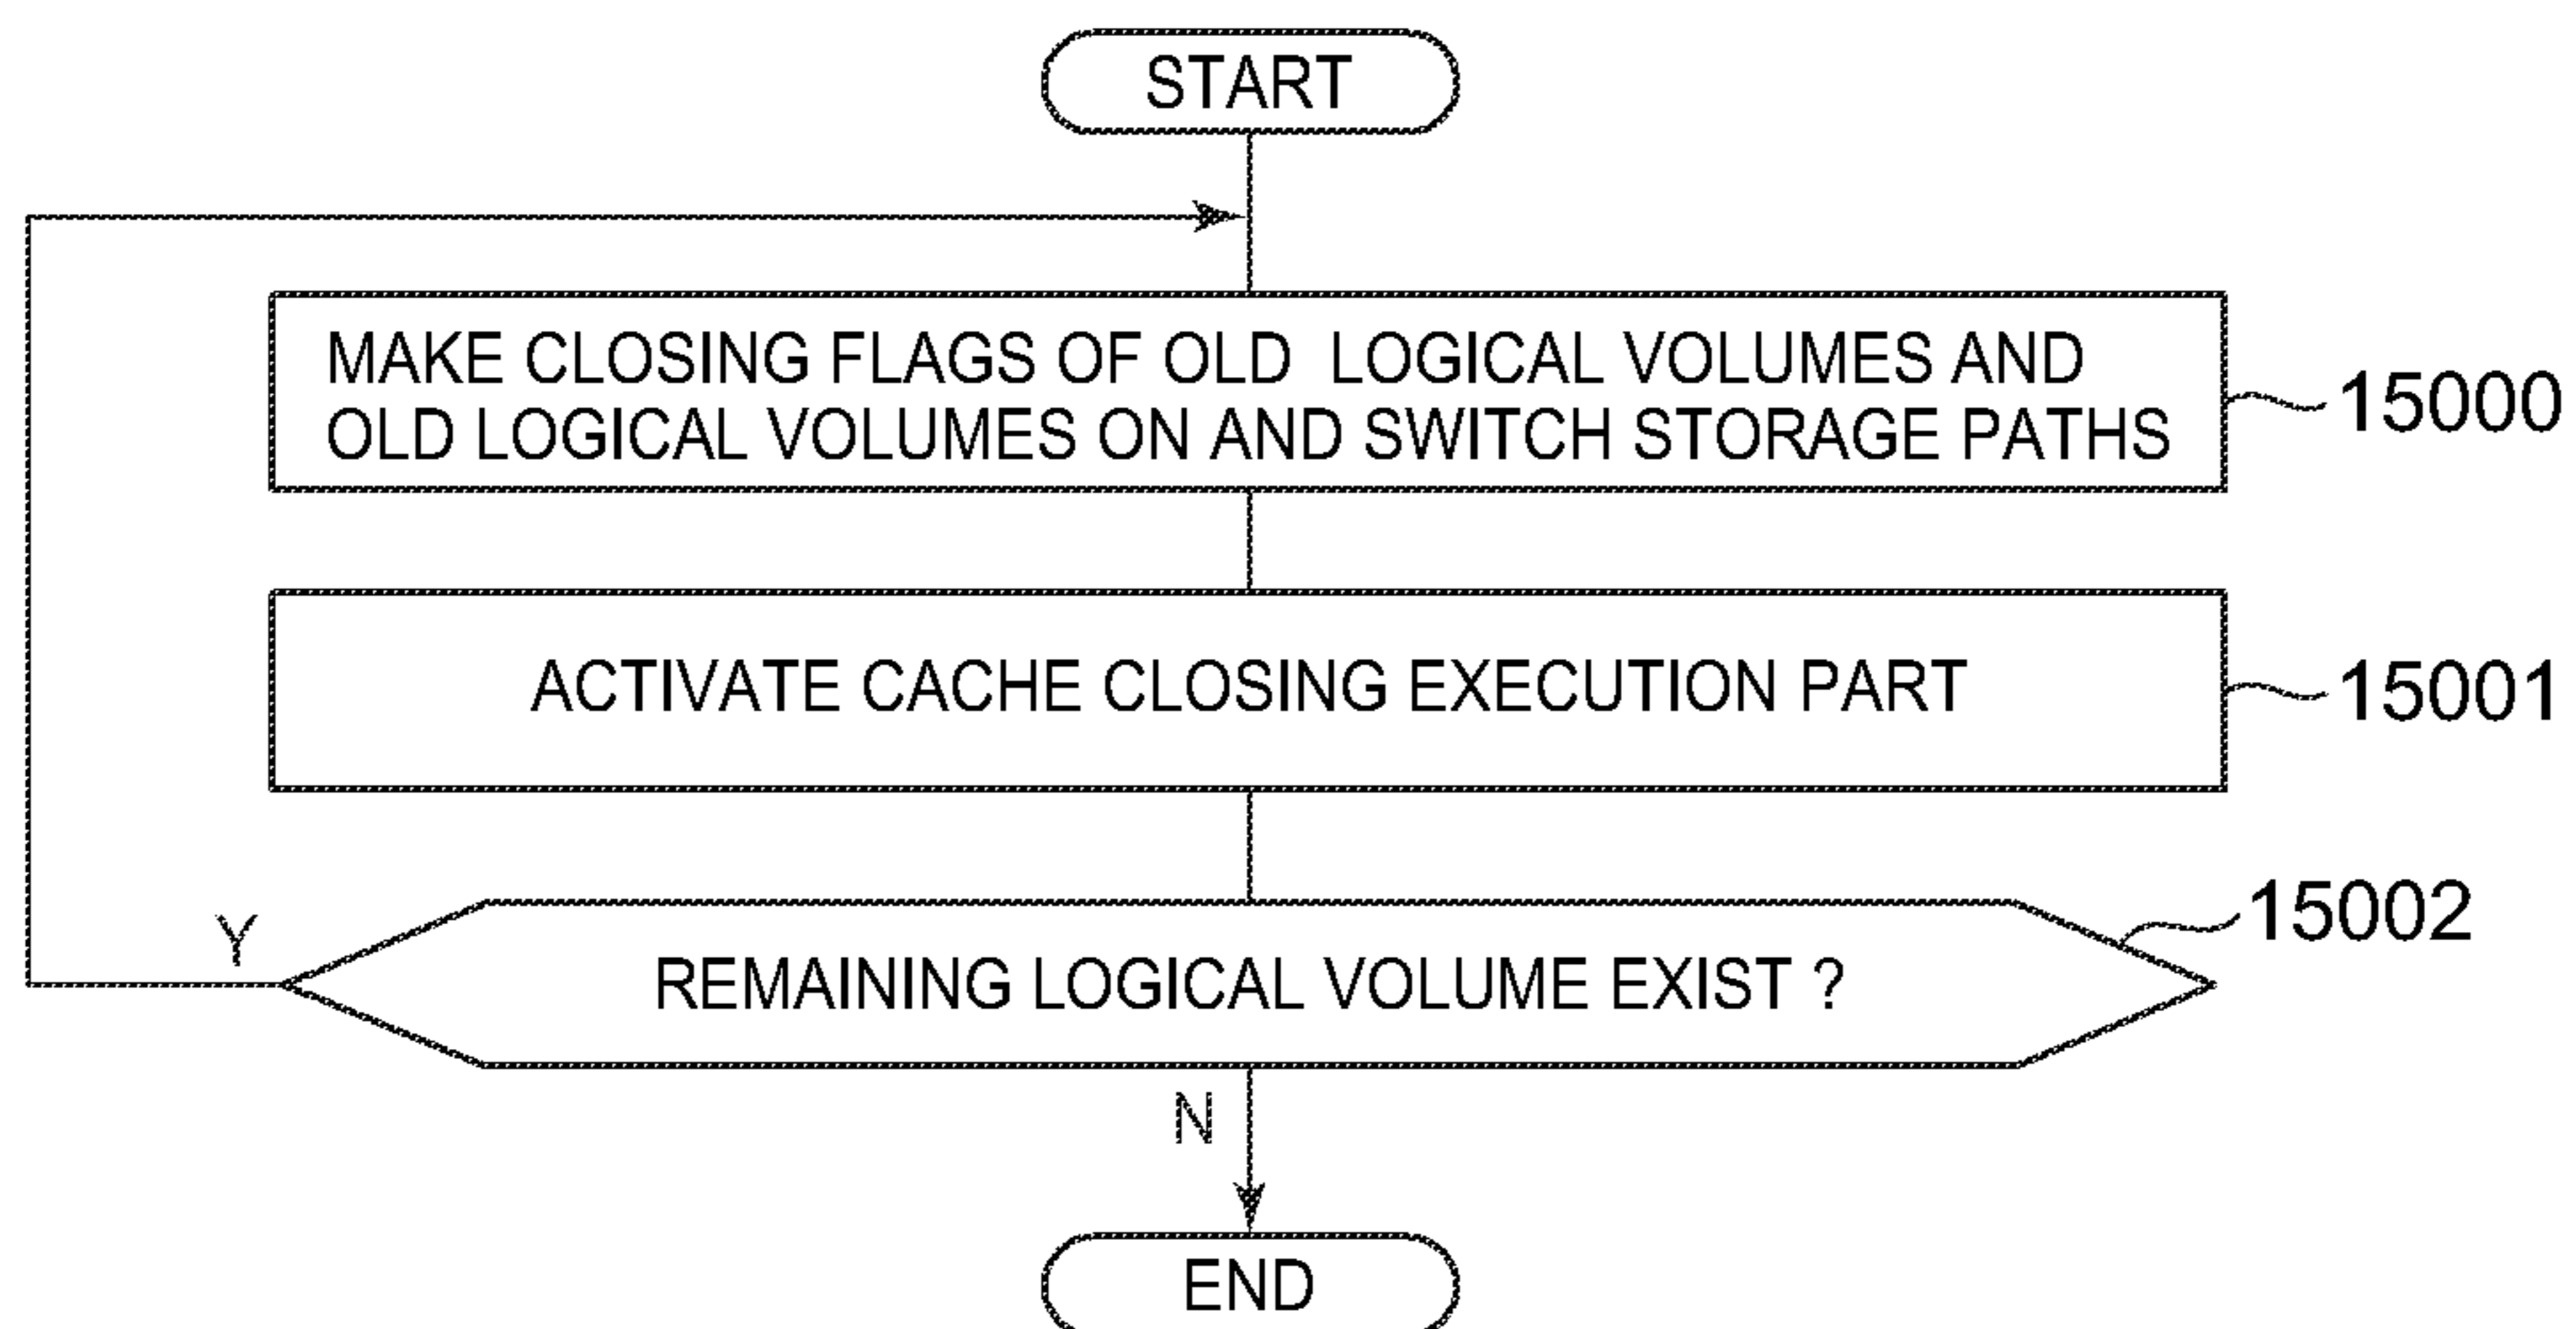 START
MAKE CLOSING FLAGS OF OLD LOGICAL VOLUMES AND
OLD LOGICAL VOLUMES ON AND SWITCH STORAGE PATHS
15000
ACTIVATE CACHE CLOSING EXECUTION PART
15001
15002
Y
REMAINING LOGICAL VOLUME EXIST ?
N
END